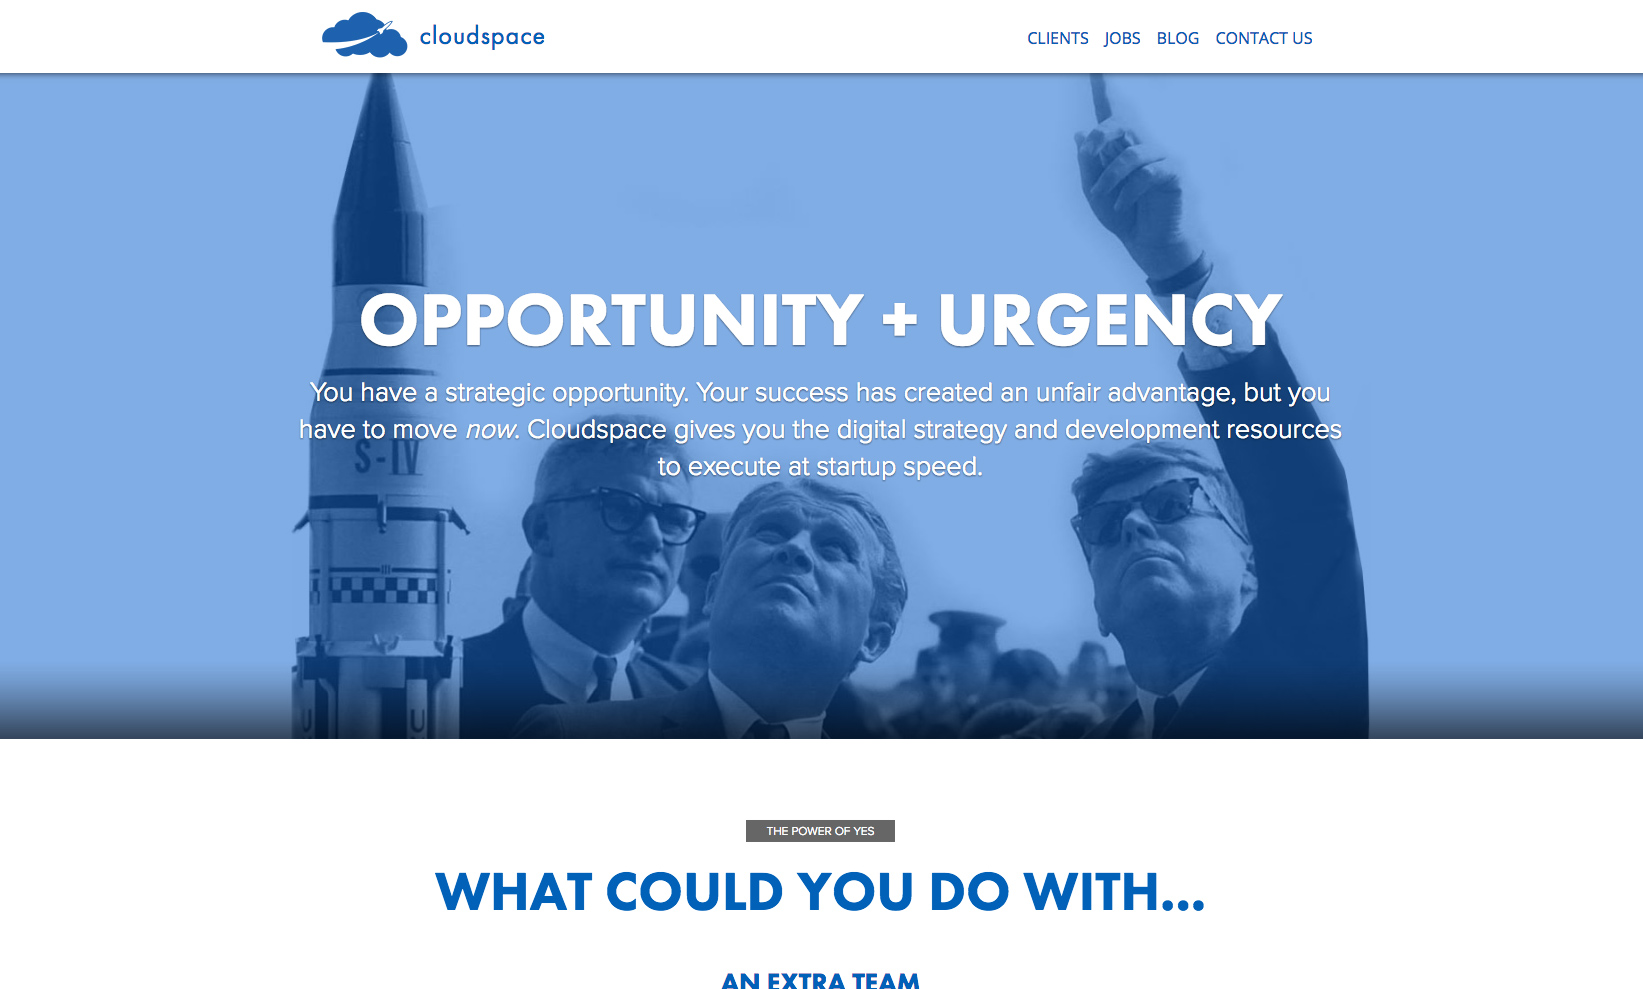 cloudspace
CLIENTS JOBS BLOG CONTACT US
OPPORTUNITY + URGENCY
You have a strategic opportunity. Your success has created an unfair advantage, but you
have to move now. Cloudspace gives you the digital strategy and development resources
to execute at startup speed.
S-IV
U U
THE POWER OF YES
WHAT COULD YOU DO WITH...
AN EXTRA TEAM